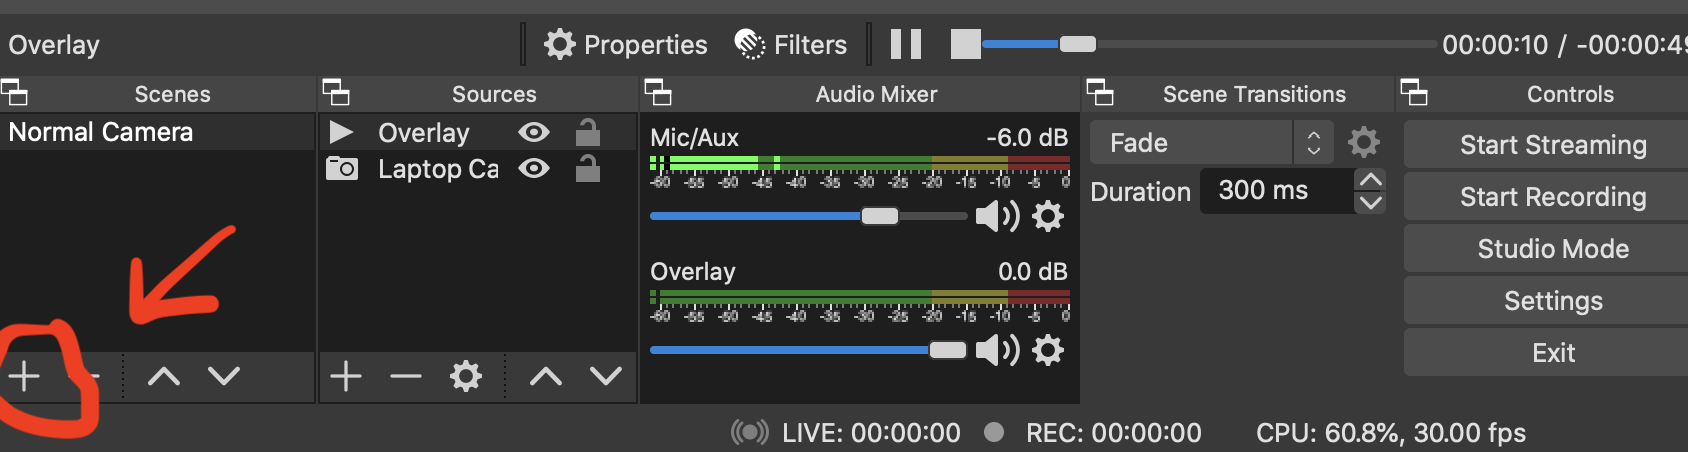 Overlay
Properties
Filters
00:00:10 / -00:00:49
Scenes
Sources
Audio Mixer
Scene Transitions
Controls
Normal Camera
Overlay
Laptop Ca
Mic/Aux -6.0 dB
-60 -55 -50 -45 -40 -35 -30 -25 -20 -15 -10 -5 0
Overlay 0.0 dB
-60 -55 -50 -45 -40 -35 -30 -25 -20 -15 -10 -5 0
Fade
Duration 300 ms
Start Streaming
Start Recording
Studio Mode
Settings
Exit
LIVE: 00:00:00
REC: 00:00:00
CPU: 60.8%, 30.00 fps